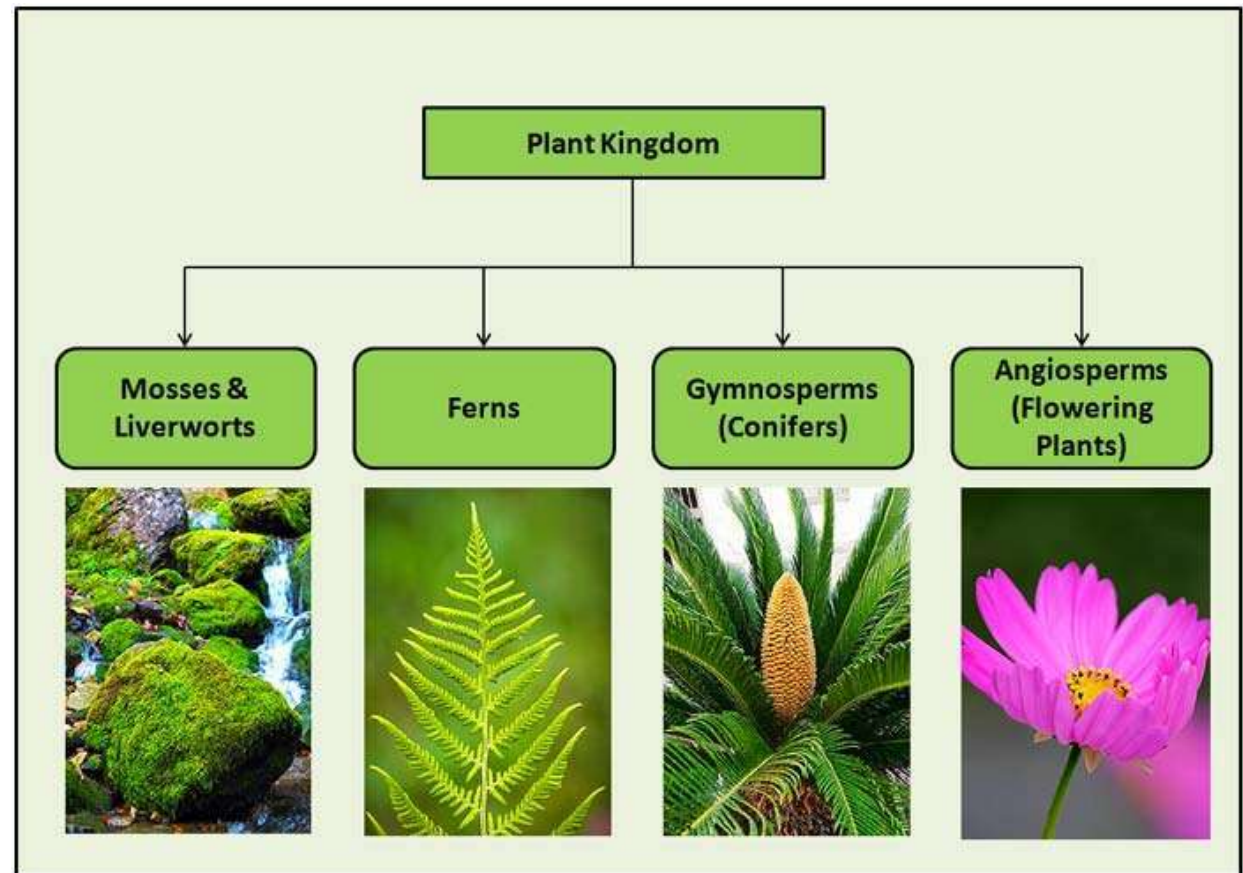 Plant Kingdom
Mosses &
Liverworts
Ferns
Gymnosperms
(Conifers)
Angiosperms
(Flowering
Plants)